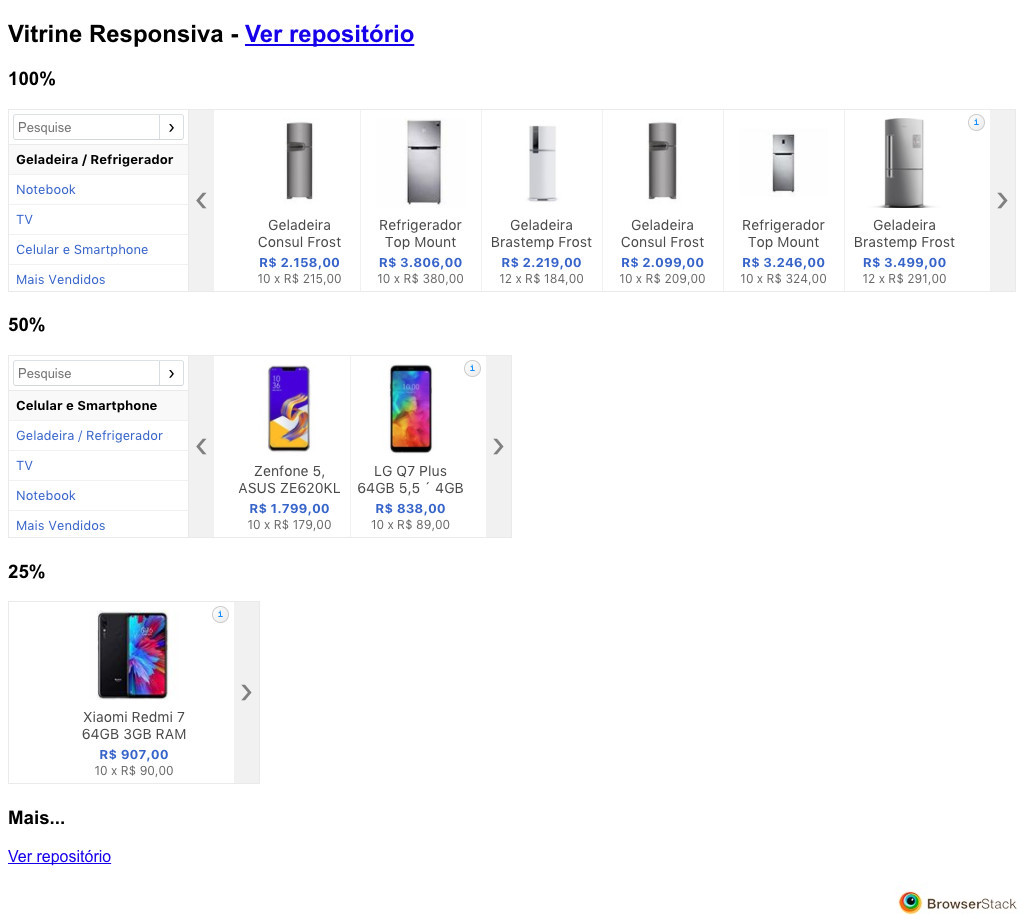 Vitrine Responsiva - Ver repositório
100%
Pesquise
Geladeira / Refrigerador
Notebook
TV
Celular e Smartphone
Mais Vendidos
Geladeira
Consul Frost
R$ 2.158,00
10 x R$ 215,00
Refrigerador
Top Mount
R$ 3.806,00
10 x R$ 380,00
Geladeira
Brastemp Frost
R$ 2.219,00
12 x R$ 184,00
Geladeira
Consul Frost
R$ 2.099,00
10 x R$ 209,00
Refrigerador
Top Mount
R$ 3.246,00
10 x R$ 324,00
i
Geladeira
Brastemp Frost
R$ 3.499,00
12 x R$ 291,00
50%
Pesquise
Celular e Smartphone
Geladeira / Refrigerador
TV
Notebook
Mais Vendidos
10
36
Zenfone 5,
ASUS ZE620KL
R$ 1.799,00
10 x R$ 179,00
i
10:00
LG Q7 Plus
64GB 5,5 ´ 4GB
R$ 838,00
10 x R$ 89,00
25%
i
Xiaomi Redmi 7
64GB 3GB RAM
R$ 907,00
10 x R$ 90,00
Mais...
Ver repositório
BrowserStack